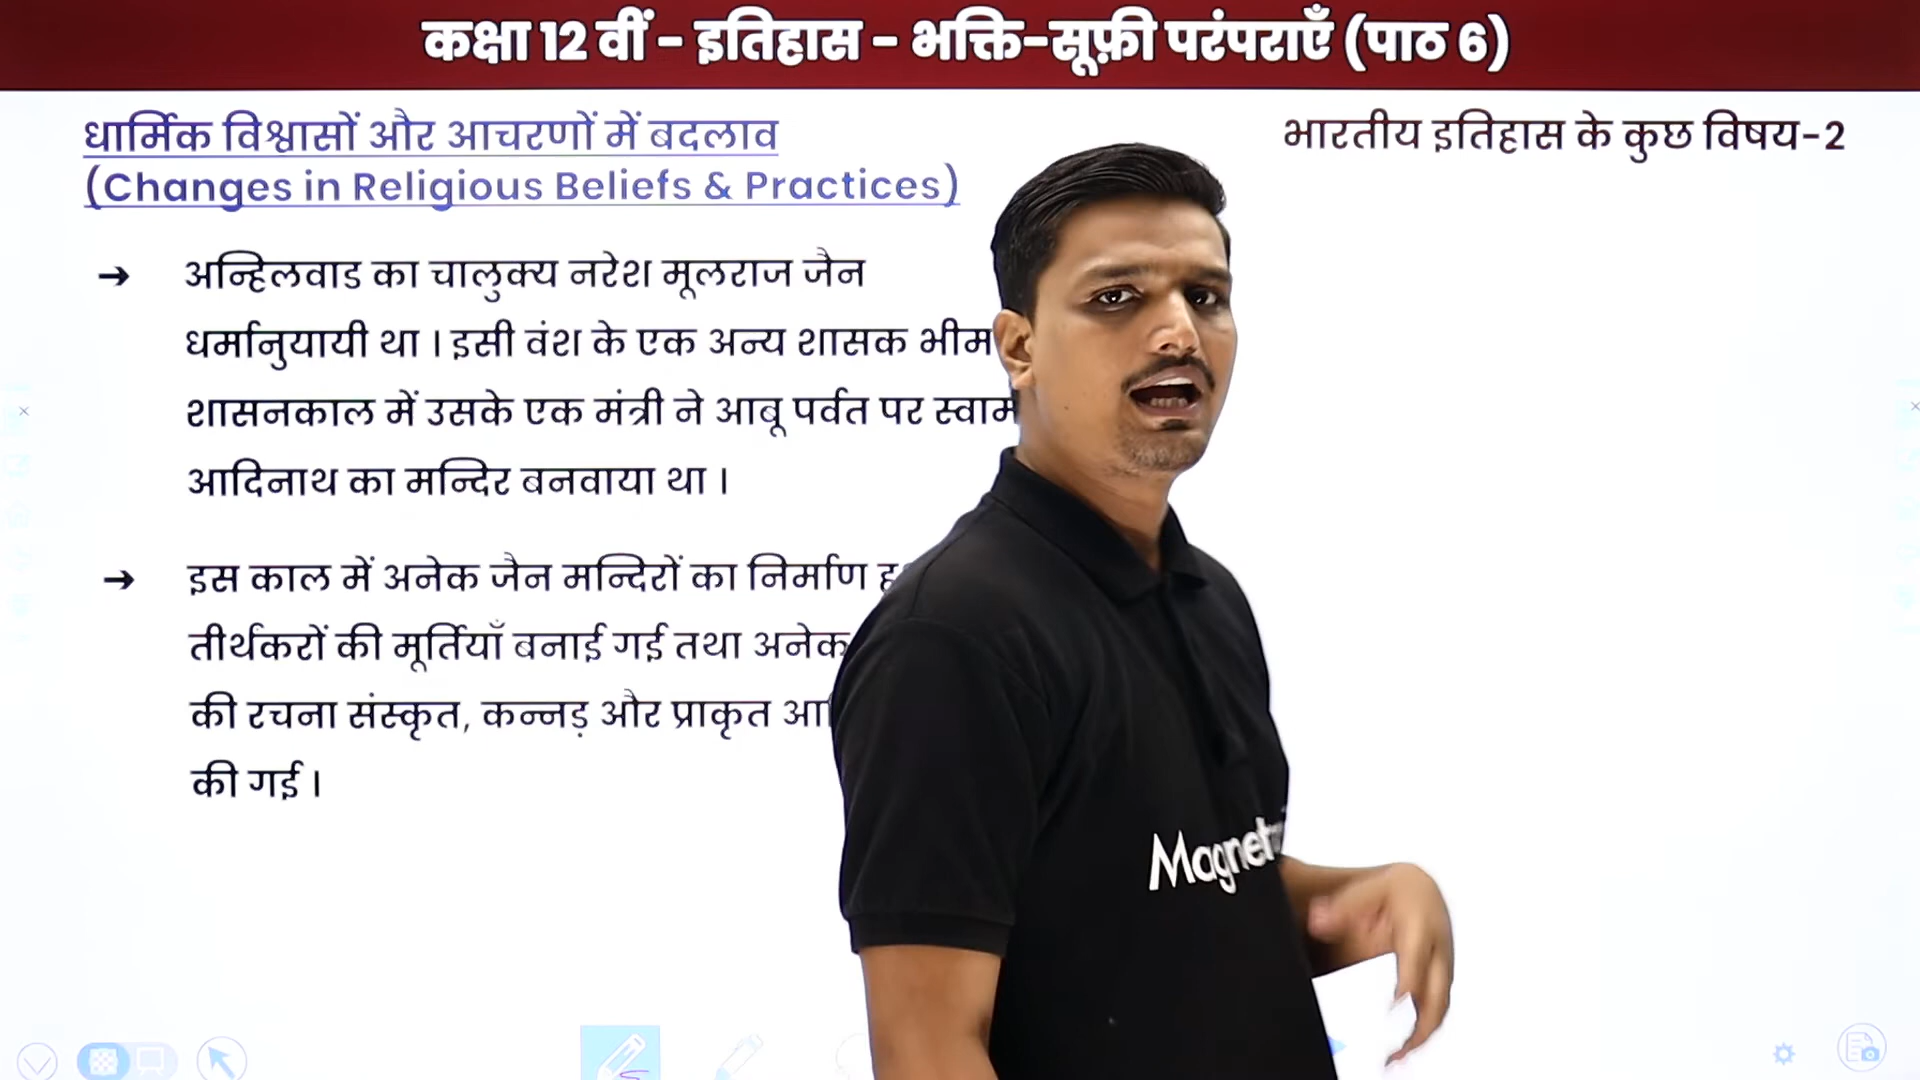 कक्षा 12 वीं - इतिहास - भक्ति-सूफ़ी परंपराएँ (पाठ 6)
धार्मिक विश्वासों और आचरणों में बदलाव
(Changes in Religious Beliefs & Practices)
भारतीय इतिहास के कुछ विषय-2
→ अन्हिलवाड का चालुक्य नरेश मूलराज जैन
धर्मानुयायी था । इसी वंश के एक अन्य शासक भीम
शासनकाल में उसके एक मंत्री ने आबू पर्वत पर
आदिनाथ का मन्दिर बनवाया था ।
→ इस काल में अनेक जैन मन्दिरों का निर्माण
तीर्थकरों की मूर्तियाँ बनाई गई तथा अनेक
की रचना संस्कृत, कन्नड़ और प्राकृत
की गई ।
Magnet